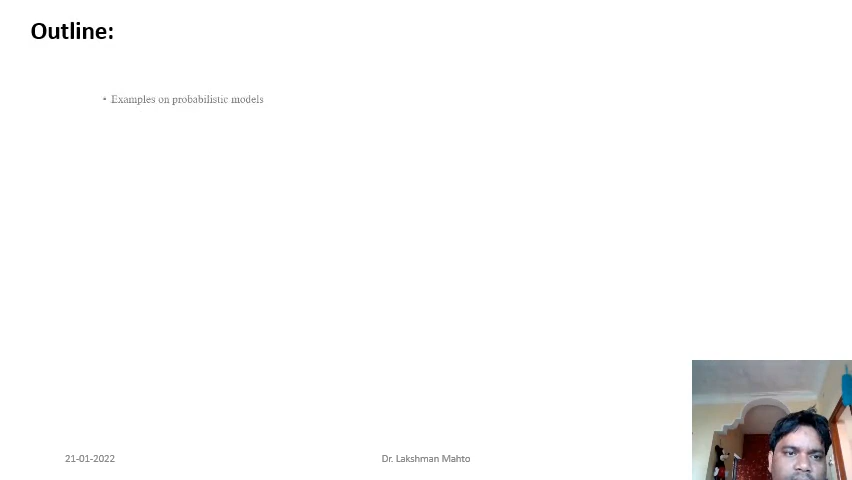 Outline:
• Examples on probabilistic models
21-01-2022
Dr. Lakshman Mahto